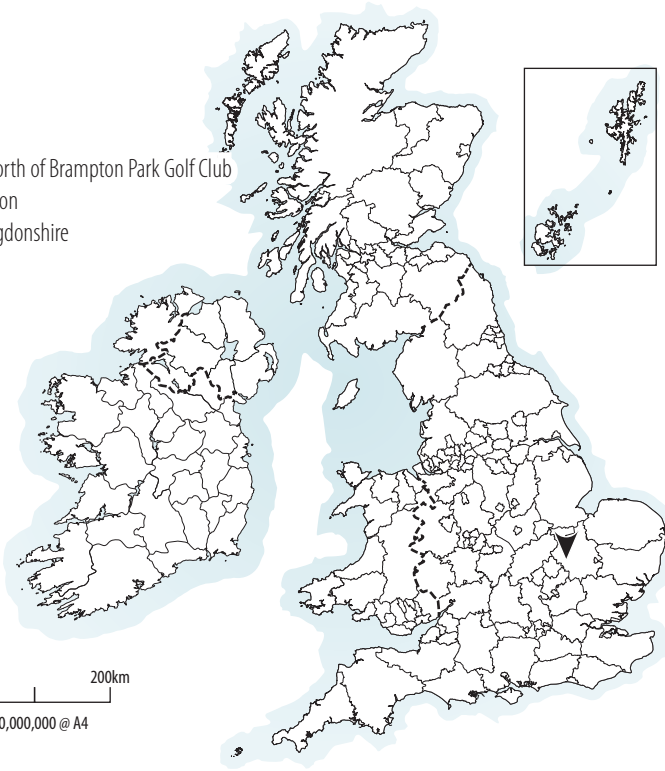 orth of Brampton Park Golf Club
on
gdonshire
200km
0,000,000 @ A4